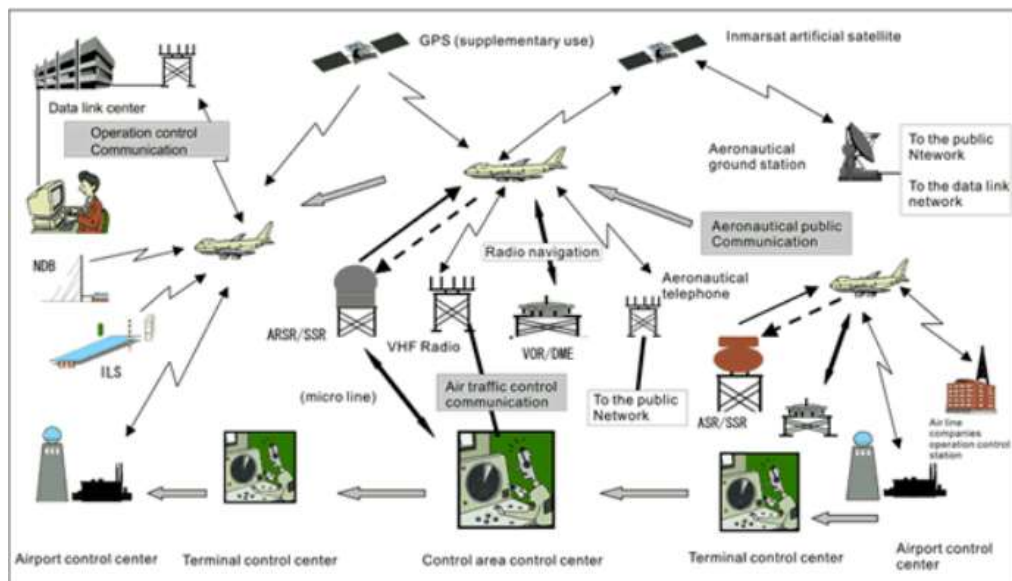 GPS (supplementary use)
Inmarsat artificial satellite
Data link center
Operation control
Communication
Aeronautical
ground station
To the public
Ntework
To the data link
network
Aeronautical public
Communication
NDB
Radio navigation
Aeronautical
telephone
ARSR/SSR
VHF Radio
VOR/DME
ILS
(micro line)
Air traffic control
communication
To the public
Network
ASR/SSR
Air line
companies
operation control
station
Airport control center
Terminal control center
Control area control center
Terminal control center
Airport control
center